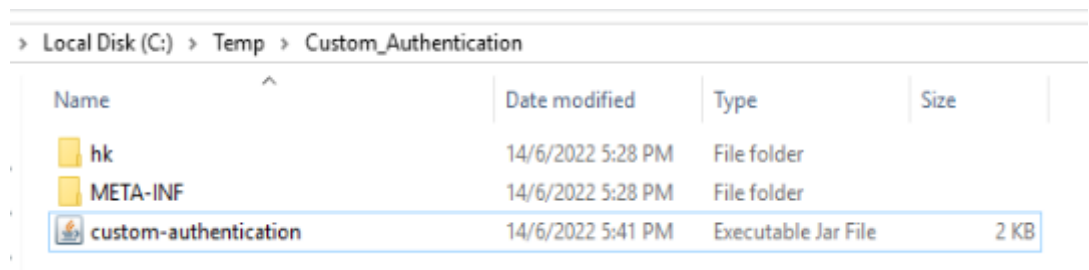 > Local Disk (C:) > Temp > Custom_Authentication
Name Date modified Type Size
hk 14/6/2022 5:28 PM File folder
META-INF 14/6/2022 5:28 PM File folder
custom-authentication 14/6/2022 5:41 PM Executable Jar File 2 KB